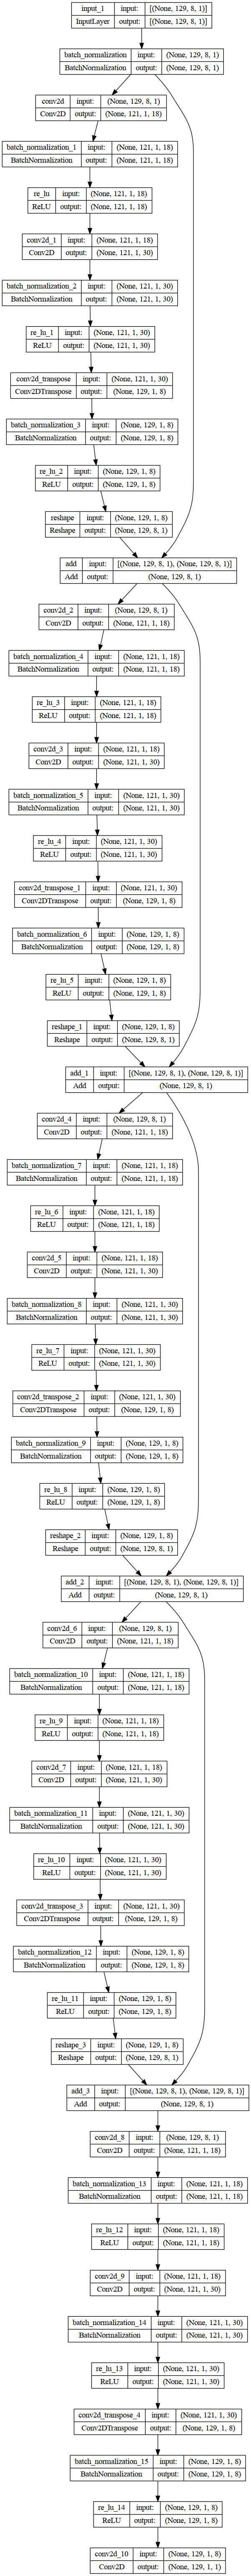 input_1 input: [(None, 129, 8, 1)]
InputLayer output: [(None, 129, 8, 1)]
batch_normalization input: (None, 129, 8, 1)
BatchNormalization output: (None, 129, 8, 1)
conv2d input: (None, 129, 8, 1)
Conv2D output: (None, 121, 1, 18)
batch_normalization_1 input: (None, 121, 1, 18)
BatchNormalization output: (None, 121, 1, 18)
re_lu input: (None, 121, 1, 18)
ReLU output: (None, 121, 1, 18)
conv2d_1 input: (None, 121, 1, 18)
Conv2D output: (None, 121, 1, 30)
batch_normalization_2 input: (None, 121, 1, 30)
BatchNormalization output: (None, 121, 1, 30)
re_lu_1 input: (None, 121, 1, 30)
ReLU output: (None, 121, 1, 30)
conv2d_transpose input: (None, 121, 1, 30)
Conv2DTranspose output: (None, 129, 1, 8)
batch_normalization_3 input: (None, 129, 1, 8)
BatchNormalization output: (None, 129, 1, 8)
re_lu_2 input: (None, 129, 1, 8)
ReLU output: (None, 129, 1, 8)
reshape input: (None, 129, 1, 8)
Reshape output: (None, 129, 8, 1)
add input: [(None, 129, 8, 1), (None, 129, 8, 1)]
Add output: (None, 129, 8, 1)
conv2d_2 input: (None, 129, 8, 1)
Conv2D output: (None, 121, 1, 18)
batch_normalization_4 input: (None, 121, 1, 18)
BatchNormalization output: (None, 121, 1, 18)
re_lu_3 input: (None, 121, 1, 18)
ReLU output: (None, 121, 1, 18)
conv2d_3 input: (None, 121, 1, 18)
Conv2D output: (None, 121, 1, 30)
batch_normalization_5 input: (None, 121, 1, 30)
BatchNormalization output: (None, 121, 1, 30)
re_lu_4 input: (None, 121, 1, 30)
ReLU output: (None, 121, 1, 30)
conv2d_transpose_1 input: (None, 121, 1, 30)
Conv2DTranspose output: (None, 129, 1, 8)
batch_normalization_6 input: (None, 129, 1, 8)
BatchNormalization output: (None, 129, 1, 8)
re_lu_5 input: (None, 129, 1, 8)
ReLU output: (None, 129, 1, 8)
reshape_1 input: (None, 129, 1, 8)
Reshape output: (None, 129, 8, 1)
add_1 input: [(None, 129, 8, 1), (None, 129, 8, 1)]
Add output: (None, 129, 8, 1)
conv2d_4 input: (None, 129, 8, 1)
Conv2D output: (None, 121, 1, 18)
batch_normalization_7 input: (None, 121, 1, 18)
BatchNormalization output: (None, 121, 1, 18)
re_lu_6 input: (None, 121, 1, 18)
ReLU output: (None, 121, 1, 18)
conv2d_5 input: (None, 121, 1, 18)
Conv2D output: (None, 121, 1, 30)
batch_normalization_8 input: (None, 121, 1, 30)
BatchNormalization output: (None, 121, 1, 30)
re_lu_7 input: (None, 121, 1, 30)
ReLU output: (None, 121, 1, 30)
conv2d_transpose_2 input: (None, 121, 1, 30)
Conv2DTranspose output: (None, 129, 1, 8)
batch_normalization_9 input: (None, 129, 1, 8)
BatchNormalization output: (None, 129, 1, 8)
re_lu_8 input: (None, 129, 1, 8)
ReLU output: (None, 129, 1, 8)
reshape_2 input: (None, 129, 1, 8)
Reshape output: (None, 129, 8, 1)
add_2 input: [(None, 129, 8, 1), (None, 129, 8, 1)]
Add output: (None, 129, 8, 1)
conv2d_6 input: (None, 129, 8, 1)
Conv2D output: (None, 121, 1, 18)
batch_normalization_10 input: (None, 121, 1, 18)
BatchNormalization output: (None, 121, 1, 18)
re_lu_9 input: (None, 121, 1, 18)
ReLU output: (None, 121, 1, 18)
conv2d_7 input: (None, 121, 1, 18)
Conv2D output: (None, 121, 1, 30)
batch_normalization_11 input: (None, 121, 1, 30)
BatchNormalization output: (None, 121, 1, 30)
re_lu_10 input: (None, 121, 1, 30)
ReLU output: (None, 121, 1, 30)
conv2d_transpose_3 input: (None, 121, 1, 30)
Conv2DTranspose output: (None, 129, 1, 8)
batch_normalization_12 input: (None, 129, 1, 8)
BatchNormalization output: (None, 129, 1, 8)
re_lu_11 input: (None, 129, 1, 8)
ReLU output: (None, 129, 1, 8)
reshape_3 input: (None, 129, 1, 8)
Reshape output: (None, 129, 8, 1)
add_3 input: [(None, 129, 8, 1), (None, 129, 8, 1)]
Add output: (None, 129, 8, 1)
conv2d_8 input: (None, 129, 8, 1)
Conv2D output: (None, 121, 1, 18)
batch_normalization_13 input: (None, 121, 1, 18)
BatchNormalization output: (None, 121, 1, 18)
re_lu_12 input: (None, 121, 1, 18)
ReLU output: (None, 121, 1, 18)
conv2d_9 input: (None, 121, 1, 18)
Conv2D output: (None, 121, 1, 30)
batch_normalization_14 input: (None, 121, 1, 30)
BatchNormalization output: (None, 121, 1, 30)
re_lu_13 input: (None, 121, 1, 30)
ReLU output: (None, 121, 1, 30)
conv2d_transpose_4 input: (None, 121, 1, 30)
Conv2DTranspose output: (None, 129, 1, 8)
batch_normalization_15 input: (None, 129, 1, 8)
BatchNormalization output: (None, 129, 1, 8)
re_lu_14 input: (None, 129, 1, 8)
ReLU output: (None, 129, 1, 8)
conv2d_10 input: (None, 129, 1, 8)
Conv2D output: (None, 129, 1, 1)